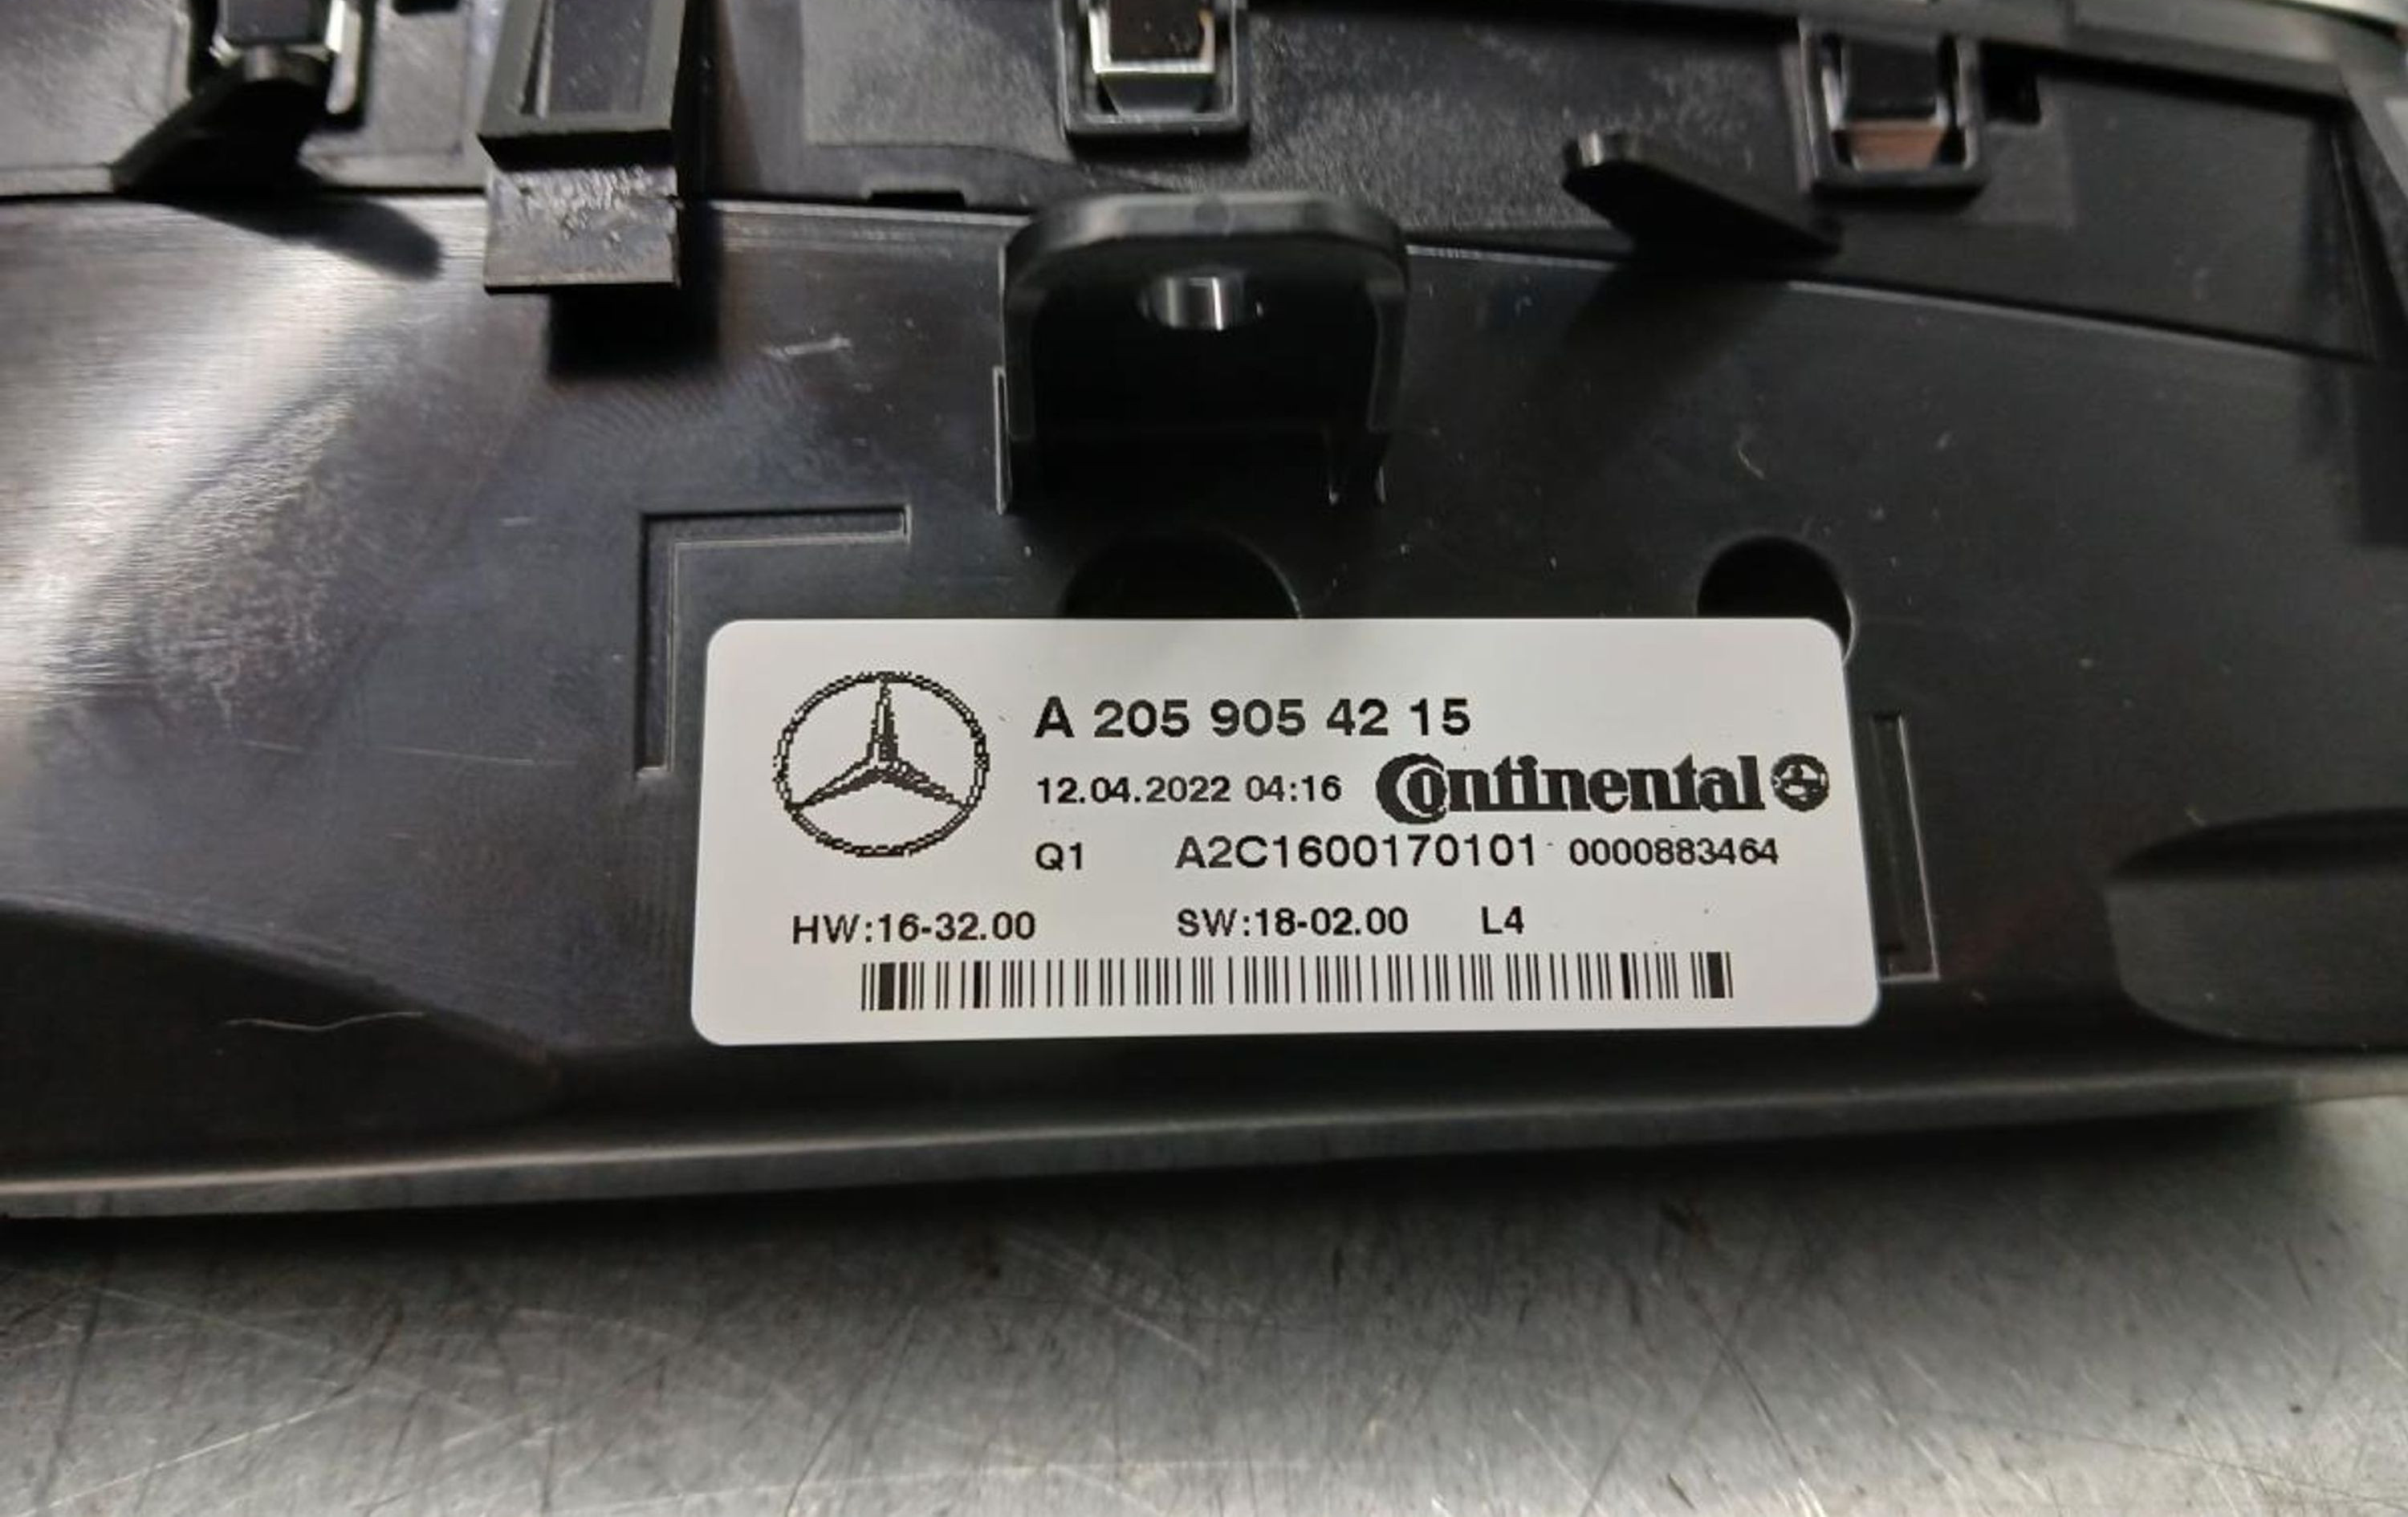 A 205 905 42 15
12.04.2022 04:16 Continental
Q1 A2C1600170101 0000883464
HW:16-32.00 SW:18-02.00 L4